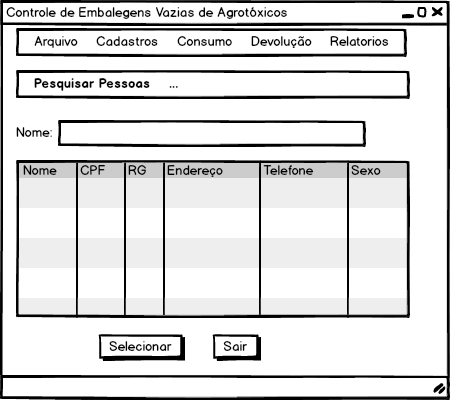 Controle de Embalegens Vazias de Agrotóxicos
Arquivo Cadastros Consumo Devolução Relatorios
Pesquisar Pessoas ...
Nome:
Nome CPF RG Endereço Telefone Sexo
Selecionar Sair